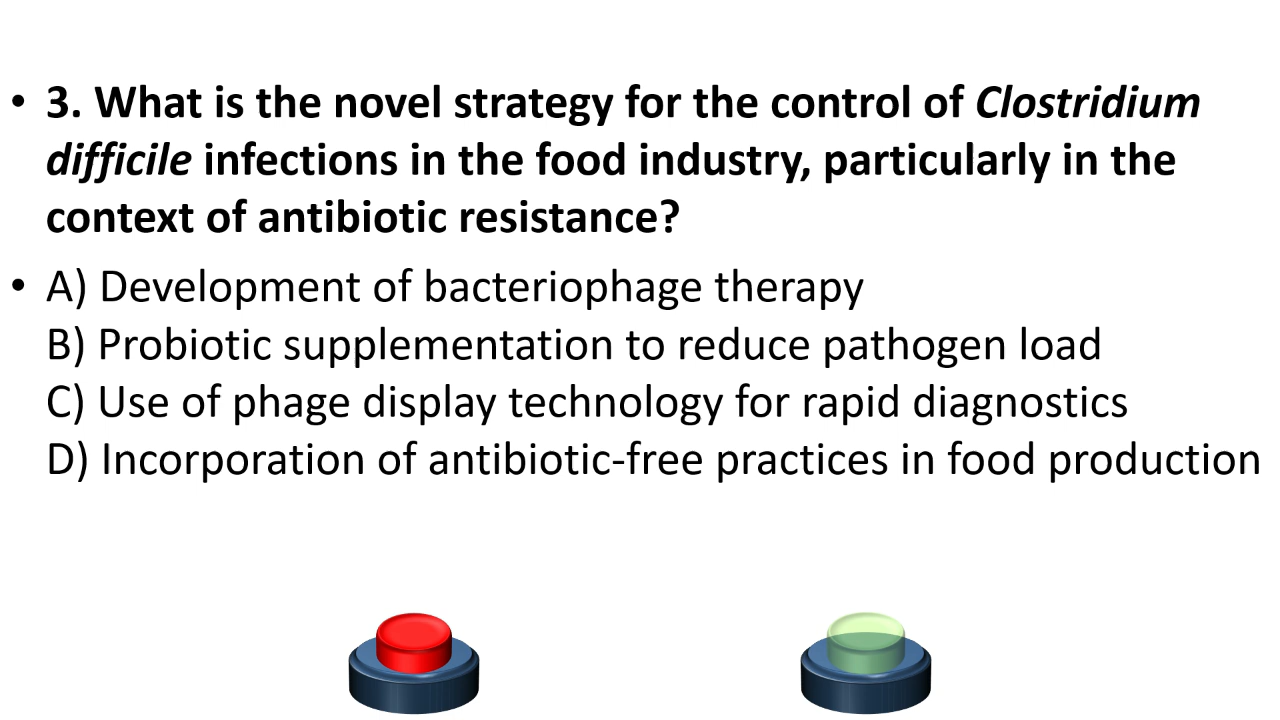 • 3. What is the novel strategy for the control of Clostridium
difficile infections in the food industry, particularly in the
context of antibiotic resistance?
• A) Development of bacteriophage therapy
B) Probiotic supplementation to reduce pathogen load
C) Use of phage display technology for rapid diagnostics
D) Incorporation of antibiotic-free practices in food production